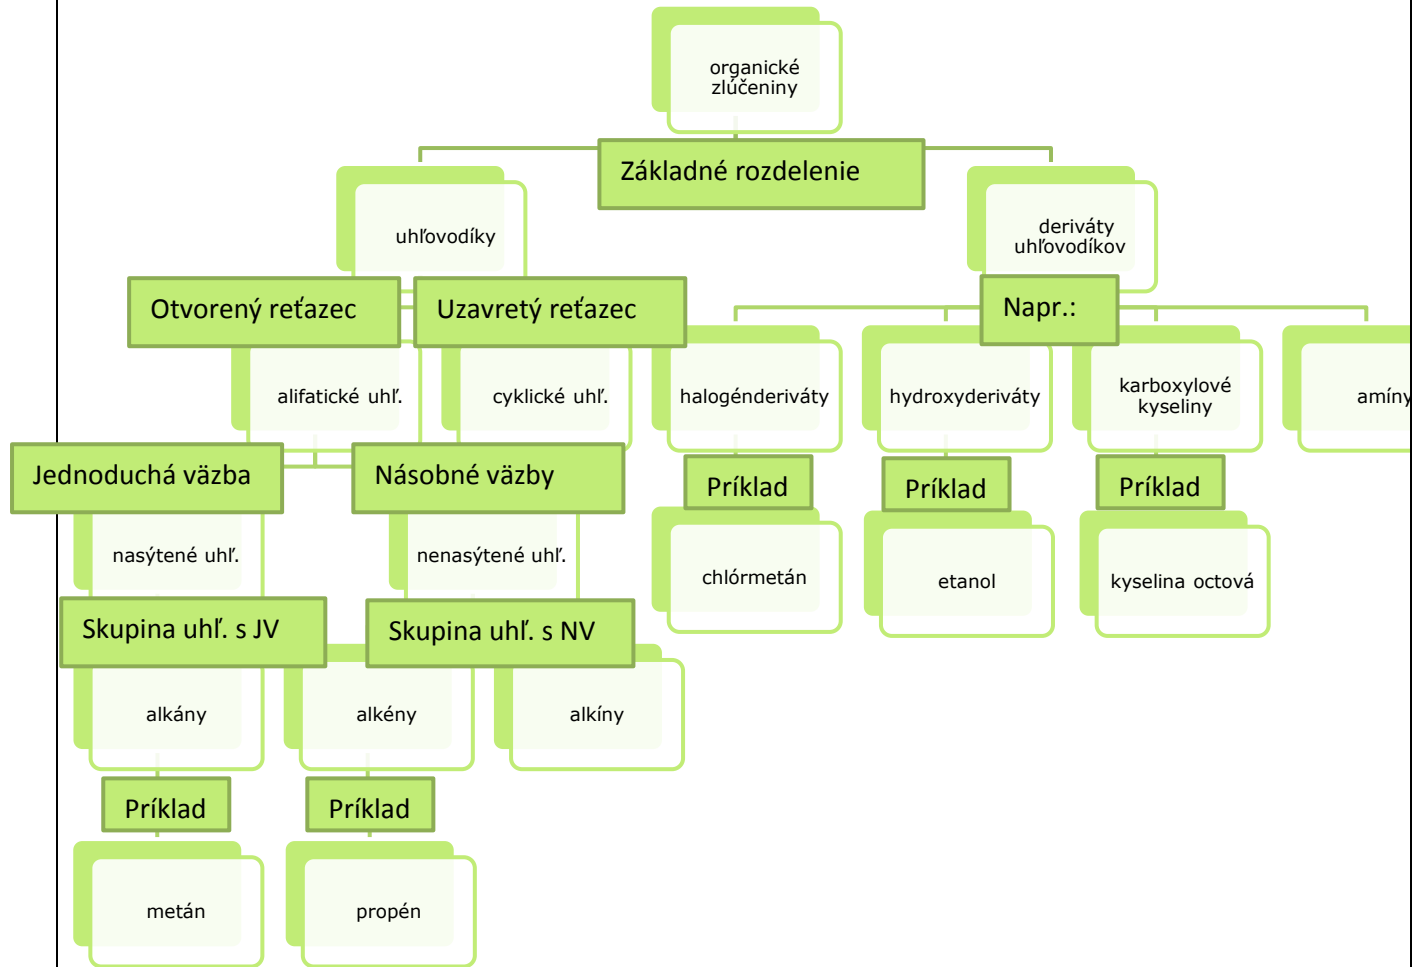 organické
zlúčeniny
Základné rozdelenie
uhľovodíky
deriváty
uhľovodíkov
Otvorený reťazec
Uzavretý reťazec
Napr.:
alifatické uhľ.
cyklické uhľ.
halogénderiváty
hydroxyderiváty
karboxylové
kyseliny
amíny
Jednoduchá väzba
Násobné väzby
Príklad
Príklad
Príklad
nasýtené uhľ.
nenasýtené uhľ.
chlórmetán
etanol
kyselina octová
Skupina uhľ. s JV
Skupina uhľ. s NV
alkány
alkény
alkíny
Príklad
Príklad
metán
propén